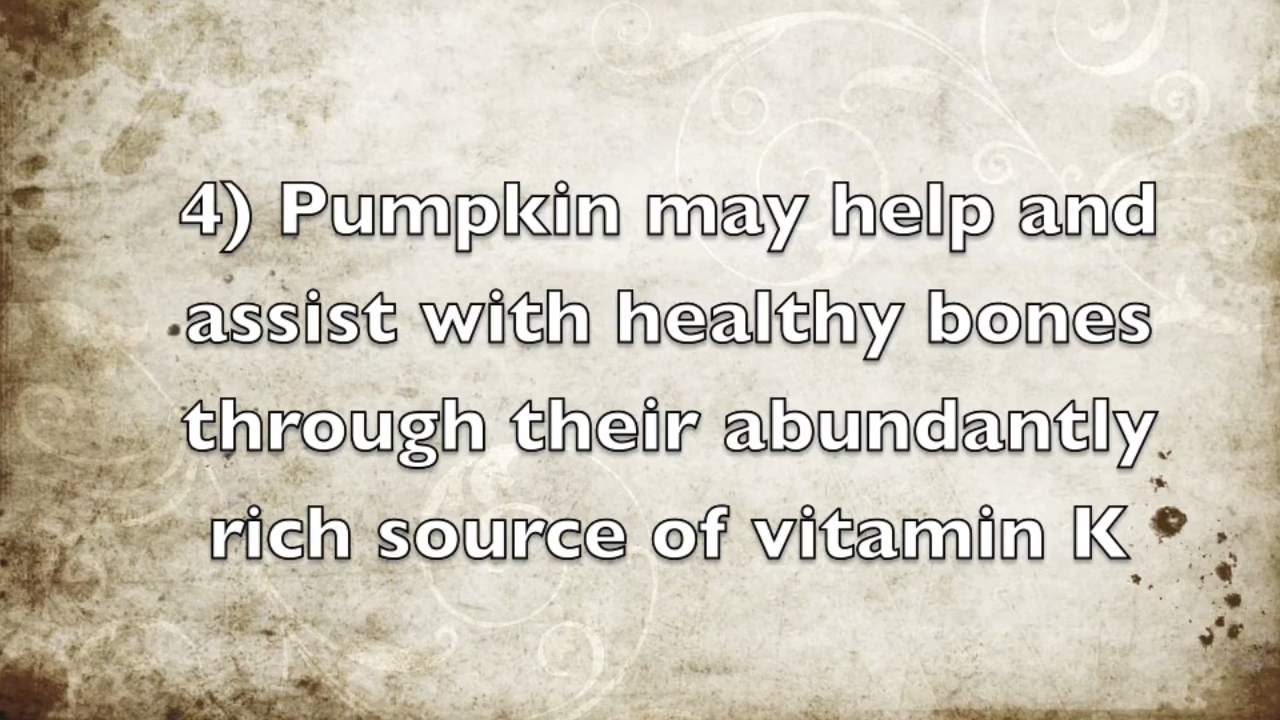 4) Pumpkin may help and
assist with healthy bones
through their abundantly
rich source of vitamin K